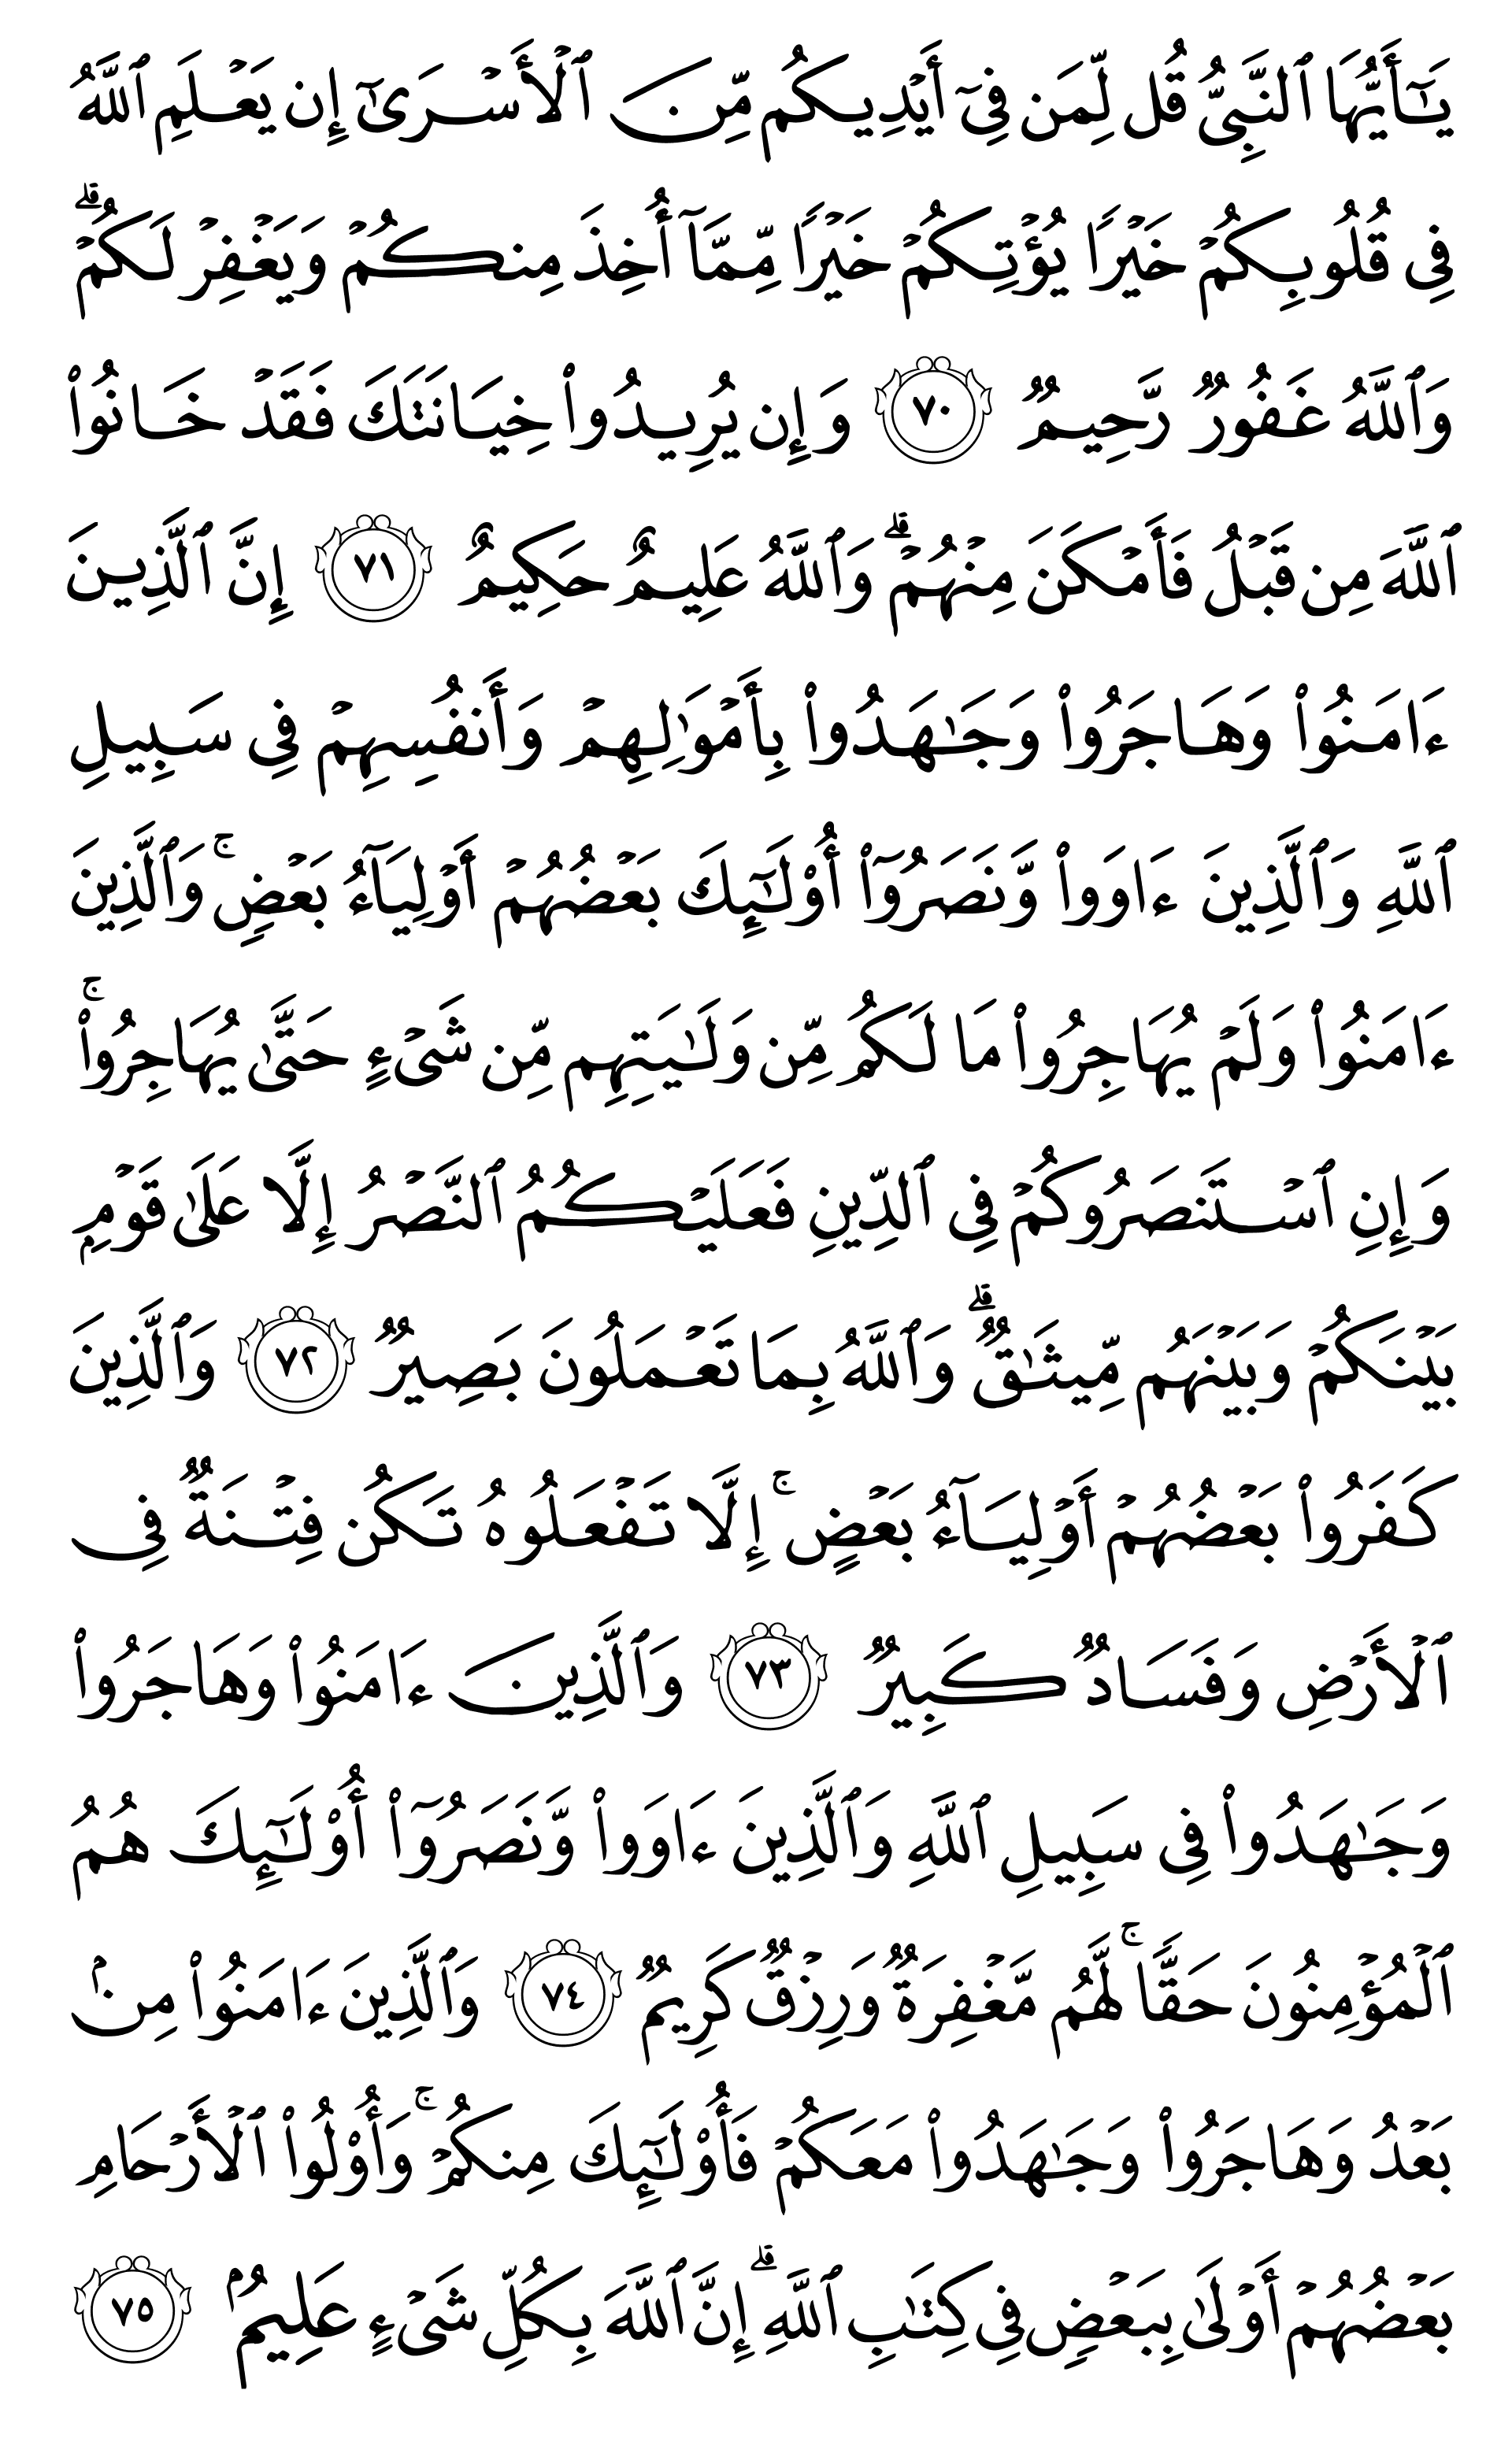 يَـٰٓأَيُّهَا ٱلنَّبِىُّ قُل لِّمَن فِىٓ أَيْدِيكُم مِّنَ ٱلْأَسْرَىٰٓ إِن يَعْلَمِ ٱللَّهُ
فِى قُلُوبِكُمْ خَيْرًا يُؤْتِكُمْ خَيْرًا مِّمَّآ أُخِذَ مِنكُمْ وَيَغْفِرْ لَكُمْ ۗ
وَٱللَّهُ غَفُورٌ رَّحِيمٌ ٧٠ وَإِن يُرِيدُوا۟ خِيَانَتَكَ فَقَدْ خَانُوا۟
ٱللَّهَ مِن قَبْلُ فَأَمْكَنَ مِنْهُمْ ۗ وَٱللَّهُ عَلِيمٌ حَكِيمٌ ٧١ إِنَّ ٱلَّذِينَ
ءَامَنُوا۟ وَهَاجَرُوا۟ وَجَـٰهَدُوا۟ بِأَمْوَٰلِهِمْ وَأَنفُسِهِمْ فِى سَبِيلِ
ٱللَّهِ وَٱلَّذِينَ ءَاوَوا۟ وَّنَصَرُوٓا۟ أُو۟لَـٰٓئِكَ بَعْضُهُمْ أَوْلِيَآءُ بَعْضٍ ۚ وَٱلَّذِينَ
ءَامَنُوا۟ وَلَمْ يُهَاجِرُوا۟ مَا لَكُم مِّن وَلَـٰيَتِهِم مِّن شَىْءٍ حَتَّىٰ يُهَاجِرُوا۟ ۚ
وَإِنِ ٱسْتَنصَرُوكُمْ فِى ٱلدِّينِ فَعَلَيْكُمُ ٱلنَّصْرُ إِلَّا عَلَىٰ قَوْمٍۭ
بَيْنَكُمْ وَبَيْنَهُم مِّيثَـٰقٌ ۗ وَٱللَّهُ بِمَا تَعْمَلُونَ بَصِيرٌ ٧٢ وَٱلَّذِينَ
كَفَرُوا۟ بَعْضُهُمْ أَوْلِيَآءُ بَعْضٍ ۚ إِلَّا تَفْعَلُوهُ تَكُن فِتْنَةٌ فِى
ٱلْأَرْضِ وَفَسَادٌ كَبِيرٌ ٧٣ وَٱلَّذِينَ ءَامَنُوا۟ وَهَاجَرُوا۟
وَجَـٰهَدُوا۟ فِى سَبِيلِ ٱللَّهِ وَٱلَّذِينَ ءَاوَوا۟ وَّنَصَرُوٓا۟ أُو۟لَـٰٓئِكَ هُمُ
ٱلْمُؤْمِنُونَ حَقًّا ۚ لَّهُم مَّغْفِرَةٌ وَرِزْقٌ كَرِيمٌ ٧٤ وَٱلَّذِينَ ءَامَنُوا۟ مِنۢ
بَعْدُ وَهَاجَرُوا۟ وَجَـٰهَدُوا۟ مَعَكُمْ فَأُو۟لَـٰٓئِكَ مِنكُمْ ۚ وَأُو۟لُوا۟ ٱلْأَرْحَامِ
بَعْضُهُمْ أَوْلَىٰ بِبَعْضٍ فِى كِتَـٰبِ ٱللَّهِ ۗ إِنَّ ٱللَّهَ بِكُلِّ شَىْءٍ عَلِيمٌۢ ٧٥